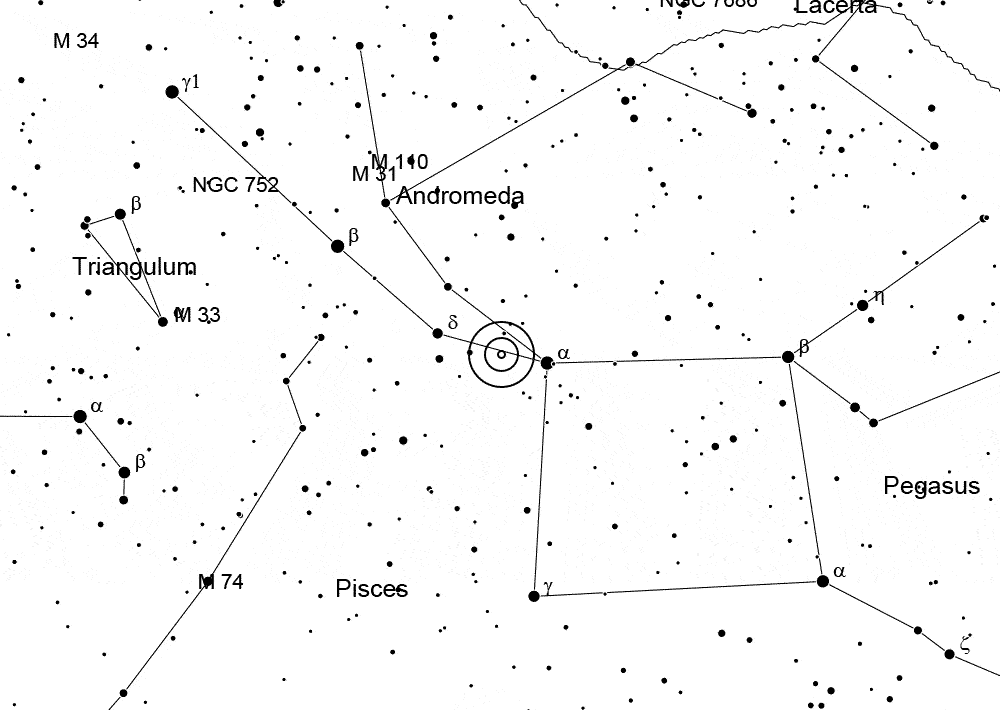 NGC 7686
Lacerta
M 34
γ1
M 110
M 31
NGC 752
Andromeda
β
β
Triangulum
η
α
M 33
δ
α
β
α
β
Pegasus
α
M 74
Pisces
γ
ζ